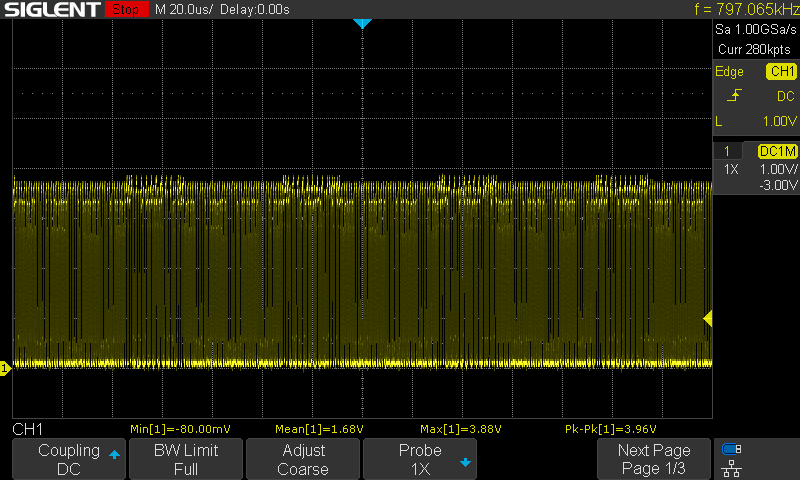 SIGLENT Stop M 20.0us/ Delay:0.00s f = 797.065kHz
Sa 1.00GSa/s
Curr 280kpts
Edge CH1
DC
L 1.00V
1 DC1M
1X 1.00V/
-3.00V
1
CH1 Min[1]=-80.00mV Mean[1]=1.68V Max[1]=3.88V Pk-Pk[1]=3.96V
Coupling BW Limit Adjust Probe Next Page
DC Full Coarse 1X Page 1/3